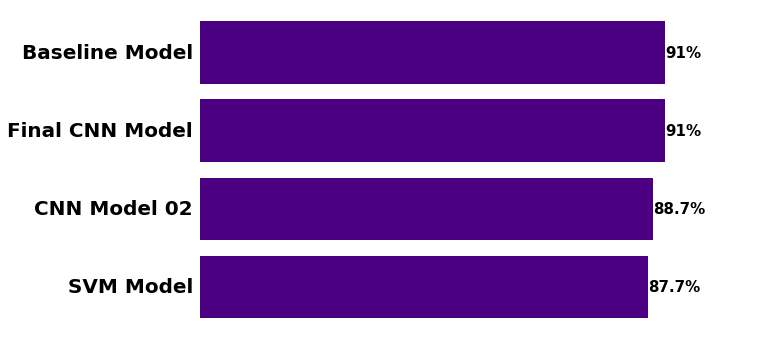 Baseline Model 91%
Final CNN Model 91%
CNN Model 02 88.7%
SVM Model 87.7%